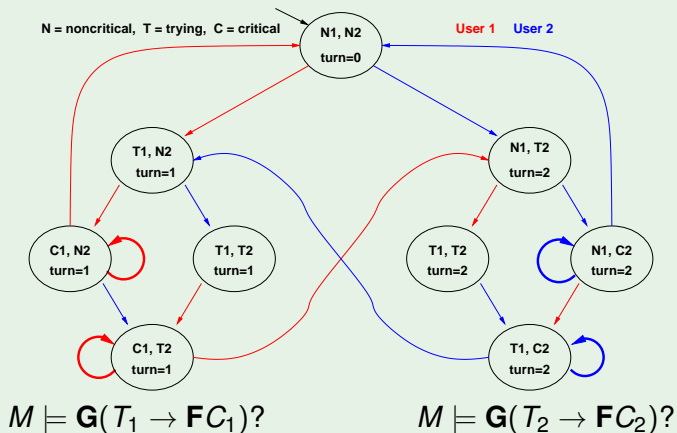 N = noncritical, T = trying, C = critical
User 1 User 2
N1, N2
turn=0
T1, N2
turn=1
N1, T2
turn=2
C1, N2
turn=1
T1, T2
turn=1
T1, T2
turn=2
N1, C2
turn=2
C1, T2
turn=1
T1, C2
turn=2
M ⊨ G(T₁ → FC₁)?
M ⊨ G(T₂ → FC₂)?